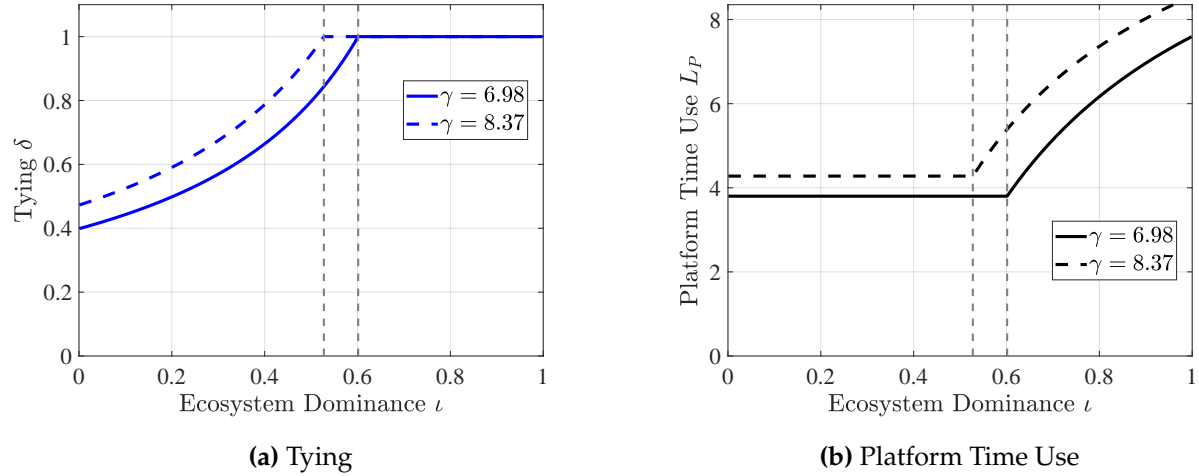 1
0.8
0.6
0.4
0.2
0
Tying δ
γ = 6.98
γ = 8.37
0 0.2 0.4 0.6 0.8 1
Ecosystem Dominance ι
(a) Tying
8
6
4
2
0
Platform Time Use L_P
γ = 6.98
γ = 8.37
0 0.2 0.4 0.6 0.8 1
Ecosystem Dominance ι
(b) Platform Time Use